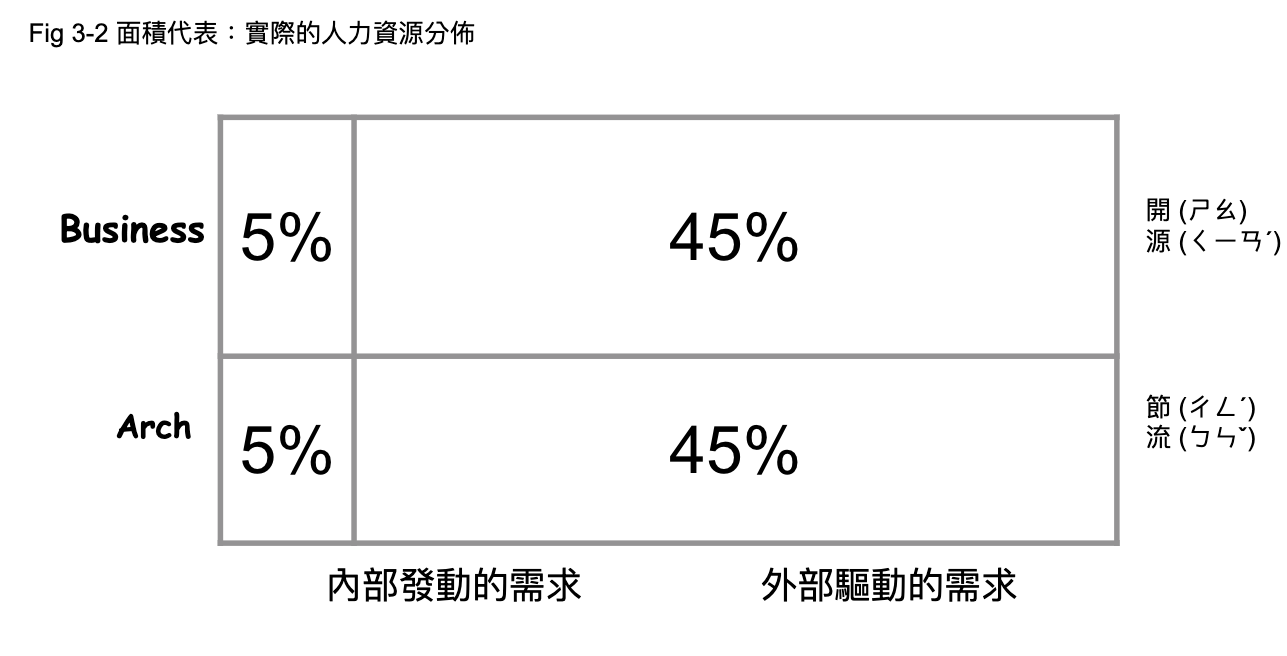 Fig 3-2 面積代表：實際的人力資源分佈
Business
5%
45%
開 (ㄕㄠ)
源 (ㄑㄧㄢˊ)
Arch
5%
45%
節 (ㄔㄥˊ)
流 (ㄅㄣˇ)
內部發動的需求
外部驅動的需求